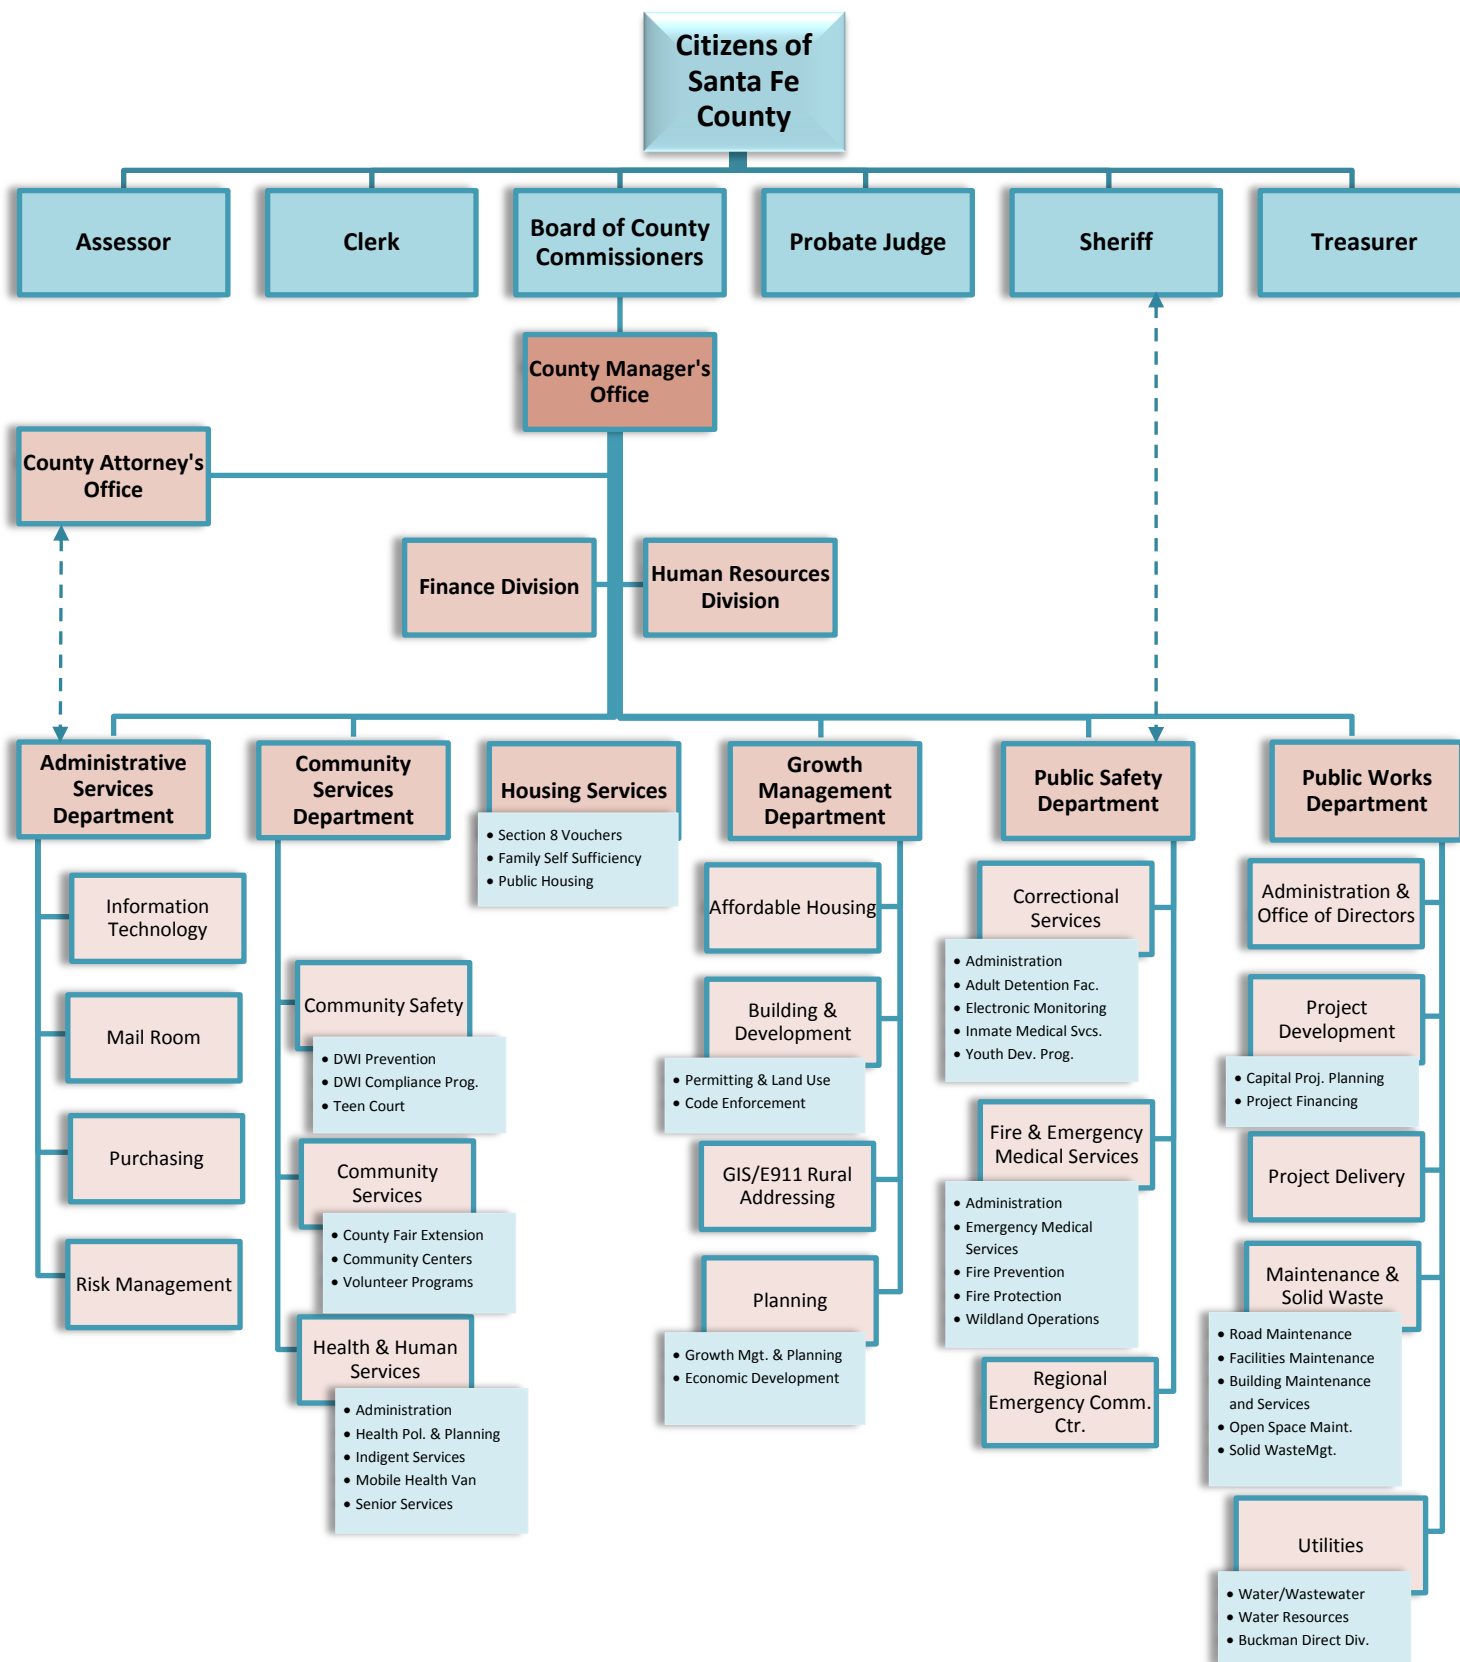 Citizens of
Santa Fe
County
Assessor
Clerk
Board of County
Commissioners
Probate Judge
Sheriff
Treasurer
County Manager's
Office
County Attorney's
Office
Finance Division
Human Resources
Division
Administrative
Services
Department
Information
Technology
Mail Room
Purchasing
Risk Management
Community
Services
Department
Community Safety
• DWI Prevention
• DWI Compliance Prog.
• Teen Court
Community
Services
• County Fair Extension
• Community Centers
• Volunteer Programs
Health & Human
Services
• Administration
• Health Pol. & Planning
• Indigent Services
• Mobile Health Van
• Senior Services
Housing Services
• Section 8 Vouchers
• Family Self Sufficiency
• Public Housing
Growth
Management
Department
Affordable Housing
Building &
Development
• Permitting & Land Use
• Code Enforcement
GIS/E911 Rural
Addressing
Planning
• Growth Mgt. & Planning
• Economic Development
Public Safety
Department
Correctional
Services
• Administration
• Adult Detention Fac.
• Electronic Monitoring
• Inmate Medical Svcs.
• Youth Dev. Prog.
Fire & Emergency
Medical Services
• Administration
• Emergency Medical
Services
• Fire Prevention
• Fire Protection
• Wildland Operations
Regional
Emergency Comm.
Ctr.
Public Works
Department
Administration &
Office of Directors
Project
Development
• Capital Proj. Planning
• Project Financing
Project Delivery
Maintenance &
Solid Waste
• Road Maintenance
• Facilities Maintenance
• Building Maintenance
and Services
• Open Space Maint.
• Solid WasteMgt.
Utilities
• Water/Wastewater
• Water Resources
• Buckman Direct Div.